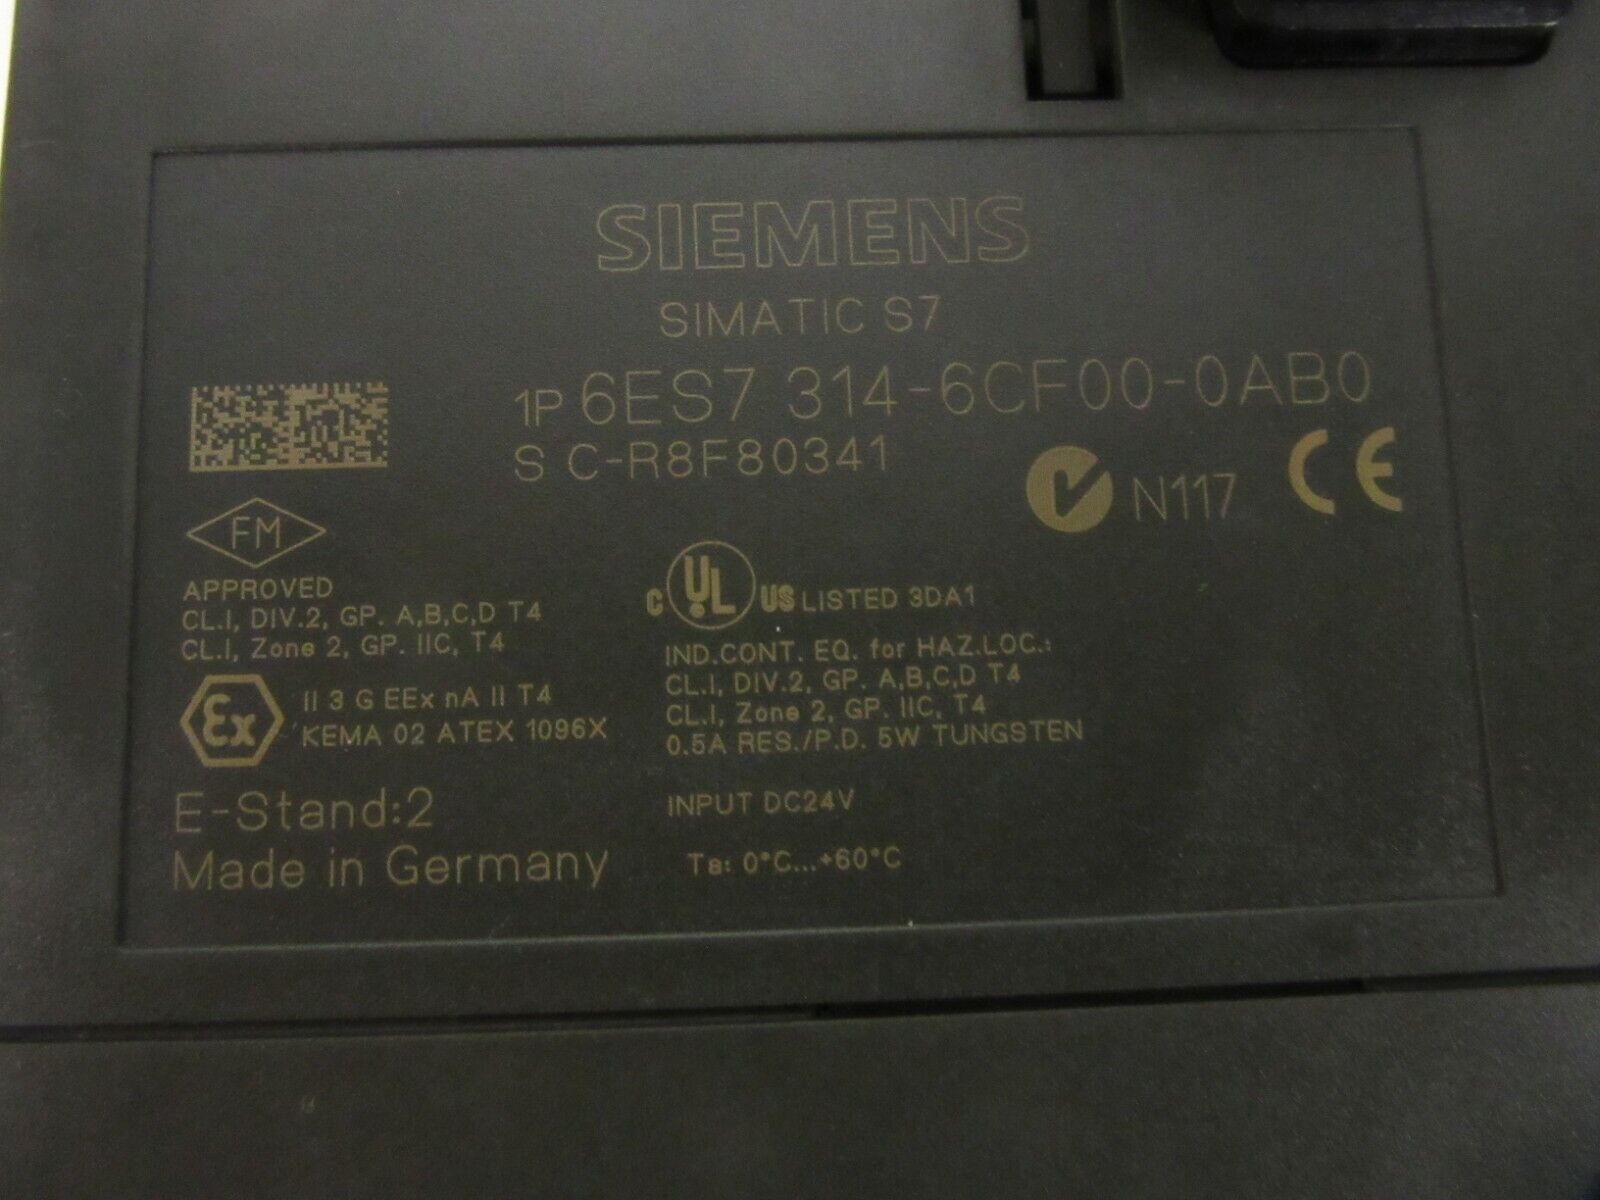 SIEMENS
SIMATIC S7
1P 6ES7 314-6CF00-0AB0
S C-R8F80341
N117 CE
FM
APPROVED
CL.I, DIV.2, GP. A,B,C,D T4
CL.I, Zone 2, GP. IIC, T4
Ex II 3 G EEx nA II T4
KEMA 02 ATEX 1096X
E-Stand:2
Made in Germany
C UL US LISTED 3DA1
IND.CONT. EQ. for HAZ.LOC.:
CL.I, DIV.2, GP. A,B,C,D T4
CL.I, Zone 2, GP. IIC, T4
0.5A RES./P.D. 5W TUNGSTEN
INPUT DC24V
Ta: 0°C...+60°C